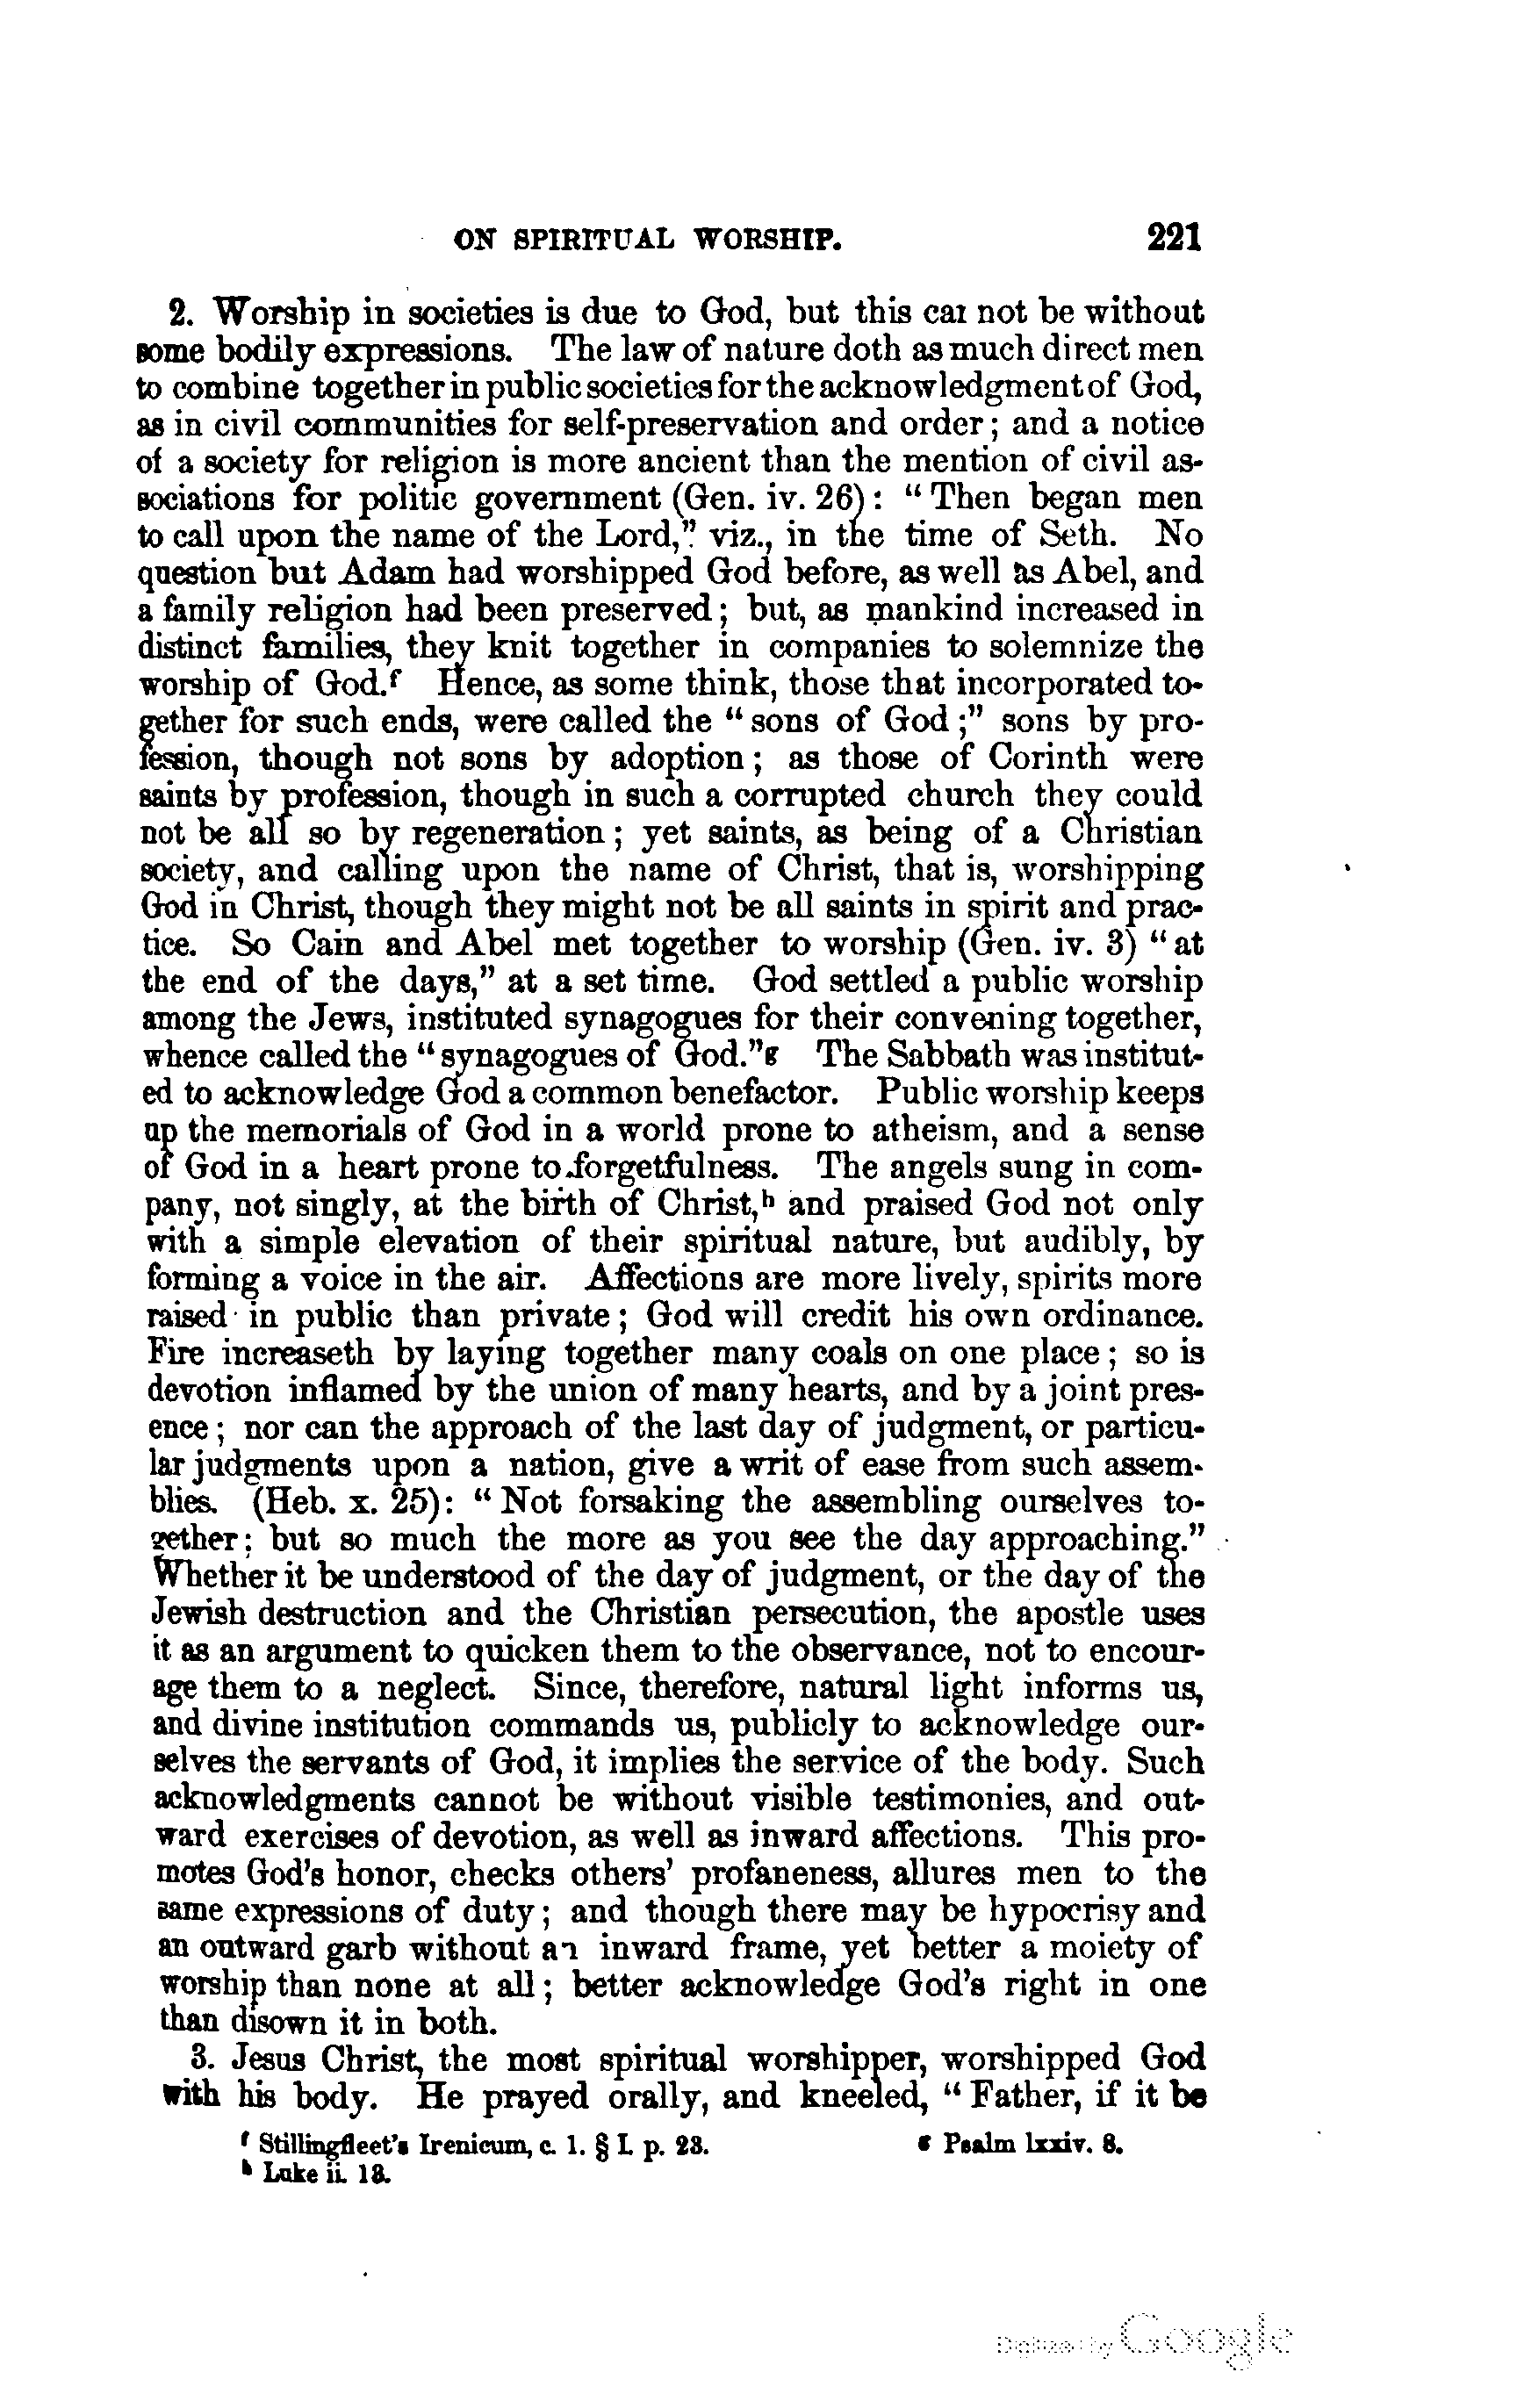 ON SPIRITUAL WORSHIP. 221
2. Worship in societies is due to God, but this cai not be without
some bodily expressions. The law of nature doth as much direct men
to combine together in public societies for the acknowledgment of God,
as in civil communities for self-preservation and order; and a notice
of a society for religion is more ancient than the mention of civil as-
sociations for politic government (Gen. iv. 26): “Then began men
to call upon the name of the Lord,” viz., in the time of Seth. No
question but Adam had worshipped God before, as well as Abel, and
a family religion had been preserved; but, as mankind increased in
distinct families, they knit together in companies to solemnize the
worship of God.f Hence, as some think, those that incorporated to-
gether for such ends, were called the “sons of God;” sons by pro-
fession, though not sons by adoption; as those of Corinth were
saints by profession, though in such a corrupted church they could
not be all so by regeneration; yet saints, as being of a Christian
society, and calling upon the name of Christ, that is, worshipping
God in Christ, though they might not be all saints in spirit and prac-
tice. So Cain and Abel met together to worship (Gen. iv. 3) “at
the end of the days,” at a set time. God settled a public worship
among the Jews, instituted synagogues for their convening together,
whence called the “synagogues of God.”g The Sabbath was institut-
ed to acknowledge God a common benefactor. Public worship keeps
up the memorials of God in a world prone to atheism, and a sense
of God in a heart prone to forgetfulness. The angels sung in com-
pany, not singly, at the birth of Christ,h and praised God not only
with a simple elevation of their spiritual nature, but audibly, by
forming a voice in the air. Affections are more lively, spirits more
raised in public than private; God will credit his own ordinance.
Fire increaseth by laying together many coals on one place; so is
devotion inflamed by the union of many hearts, and by a joint pres-
ence; nor can the approach of the last day of judgment, or particu-
lar judgments upon a nation, give a writ of ease from such assem-
blies. (Heb. x. 25): “Not forsaking the assembling ourselves to-
gether; but so much the more as you see the day approaching.”
Whether it be understood of the day of judgment, or the day of the
Jewish destruction and the Christian persecution, the apostle uses
it as an argument to quicken them to the observance, not to encour-
age them to a neglect. Since, therefore, natural light informs us,
and divine institution commands us, publicly to acknowledge our-
selves the servants of God, it implies the service of the body. Such
acknowledgments cannot be without visible testimonies, and out-
ward exercises of devotion, as well as inward affections. This pro-
motes God's honor, checks others' profaneness, allures men to the
same expressions of duty; and though there may be hypocrisy and
an outward garb without an inward frame, yet better a moiety of
worship than none at all; better acknowledge God's right in one
than disown it in both.
3. Jesus Christ, the most spiritual worshipper, worshipped God
with his body. He prayed orally, and kneeled, “Father, if it be
f Stillingfleet's Irenicum, c. 1. § I. p. 23. g Psalm lxxiv. 8.
h Luke ii. 13.
Digitized by Google